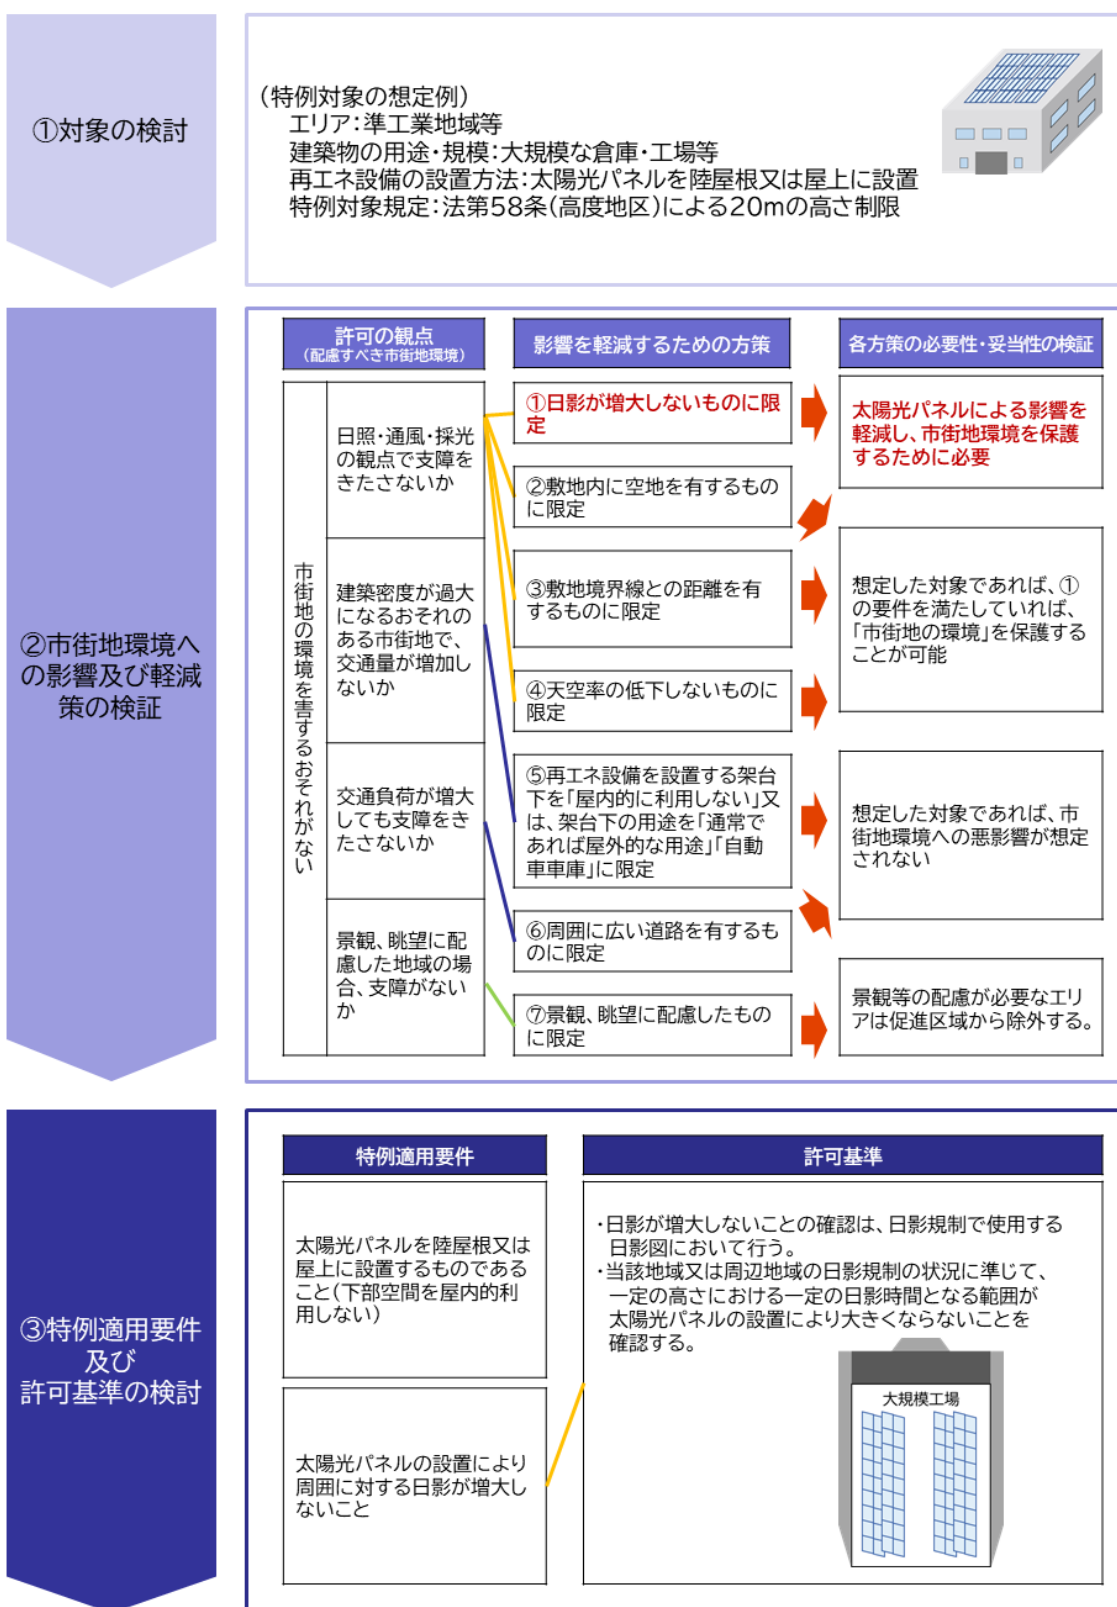 ①対象の検討
（特例対象の想定例）
エリア：準工業地域等
建築物の用途・規模：大規模な倉庫・工場等
再エネ設備の設置方法：太陽光パネルを陸屋根又は屋上に設置
特例対象規定：法第58条（高度地区）による20mの高さ制限
②市街地環境へ
の影響及び軽減
策の検証
許可の観点
（配慮すべき市街地環境）
影響を軽減するための方策
各方策の必要性・妥当性の検証
市街地の環境を害するおそれがない
日照・通風・採光
の観点で支障を
きたさないか
建築密度が過大
になるおそれの
ある市街地で、
交通量が増加し
ないか
交通負荷が増大
しても支障をき
たさないか
景観、眺望に配
慮した地域の場
合、支障がない
か
①日影が増大しないものに限
定
②敷地内に空地を有するもの
に限定
③敷地境界線との距離を有
するものに限定
④天空率の低下しないものに
限定
⑤再エネ設備を設置する架台
下を「屋内的に利用しない」又
は、架台下の用途を「通常で
あれば屋外的な用途」「自動
車車庫」に限定
⑥周囲に広い道路を有するも
のに限定
⑦景観、眺望に配慮したもの
に限定
太陽光パネルによる影響を
軽減し、市街地環境を保護
するために必要
想定した対象であれば、①
の要件を満たしていれば、
「市街地の環境」を保護する
ことが可能
想定した対象であれば、市
街地環境への悪影響が想定
されない
景観等の配慮が必要なエリ
アは促進区域から除外する。
③特例適用要件
及び
許可基準の検討
特例適用要件
太陽光パネルを陸屋根又は
屋上に設置するものである
こと（下部空間を屋内的利
用しない）
太陽光パネルの設置により
周囲に対する日影が増大し
ないこと
許可基準
・日影が増大しないことの確認は、日影規制で使用する
日影図において行う。
・当該地域又は周辺地域の日影規制の状況に準じて、
一定の高さにおける一定の日影時間となる範囲が
太陽光パネルの設置により大きくならないことを
確認する。
大規模工場